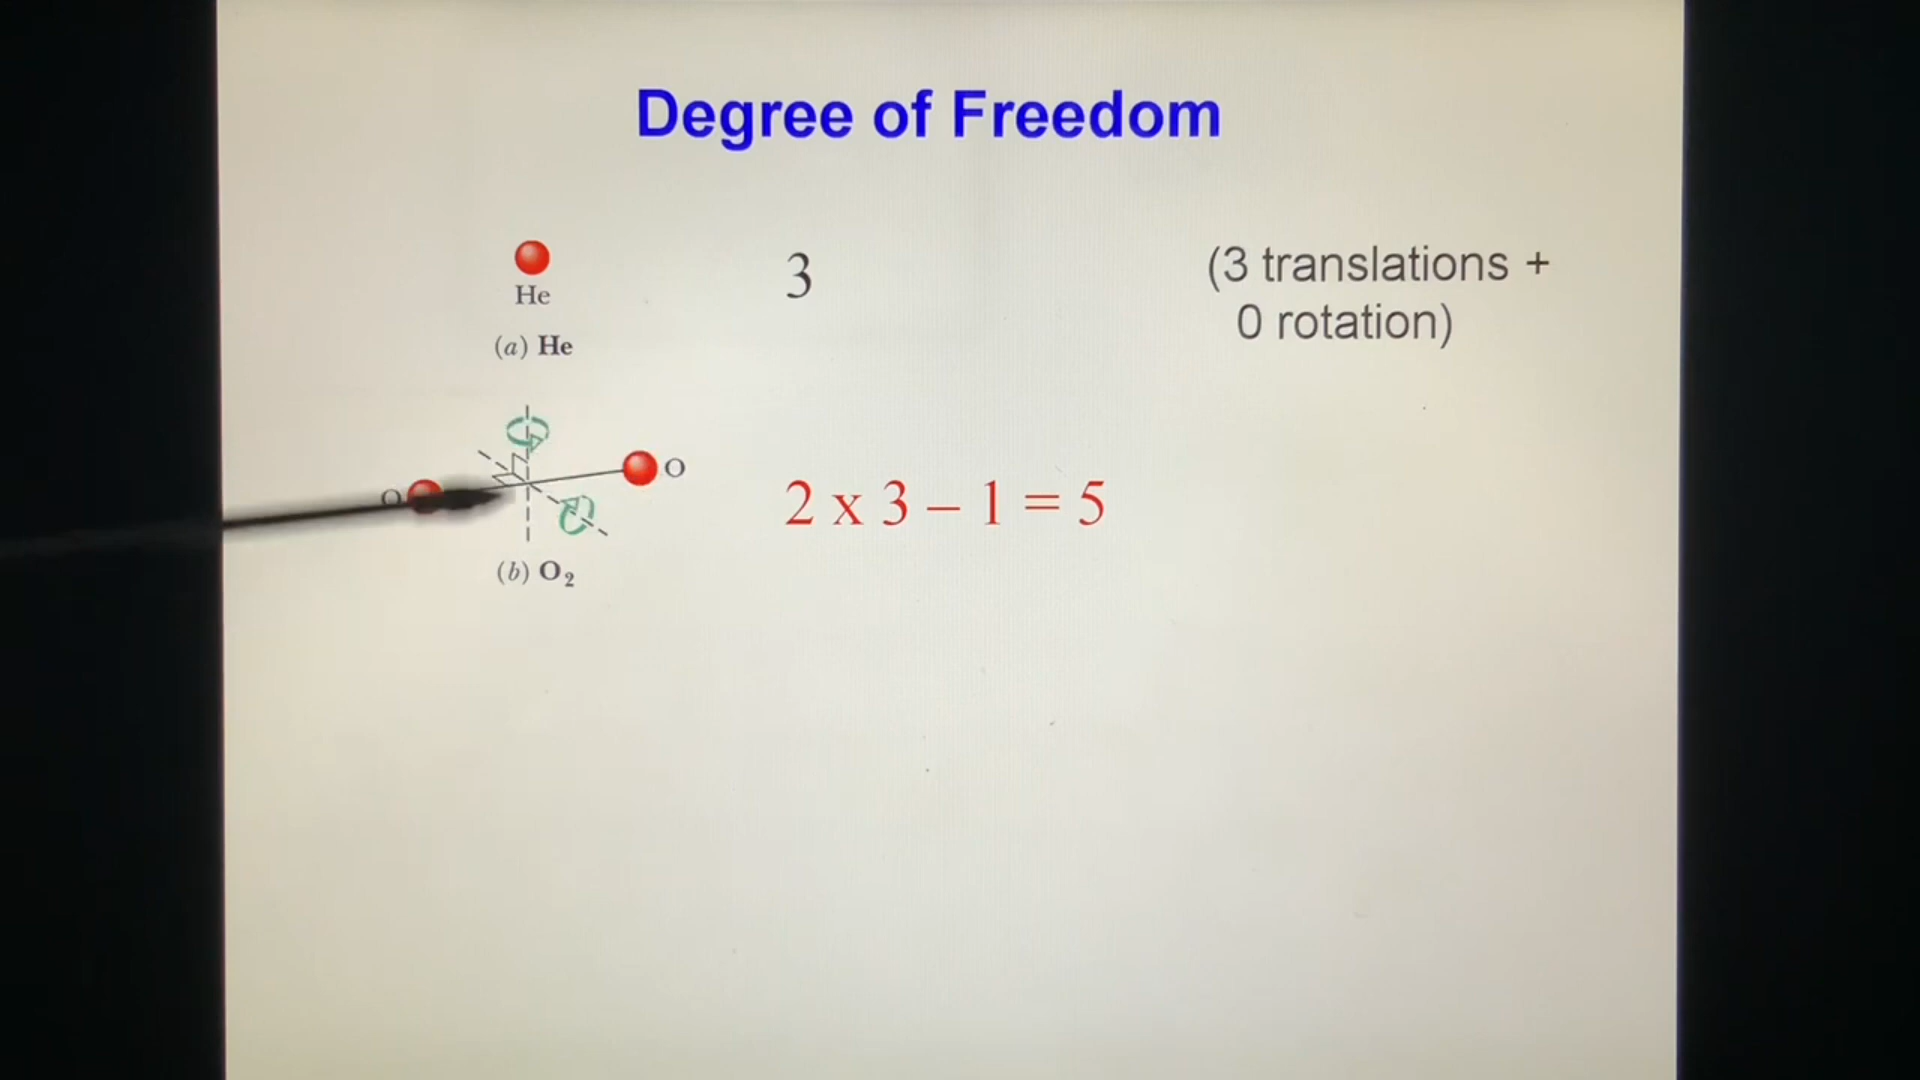 Degree of Freedom
He
3
(3 translations +
0 rotation)
(a) He
O
O
2 x 3 – 1 = 5
(b) O₂